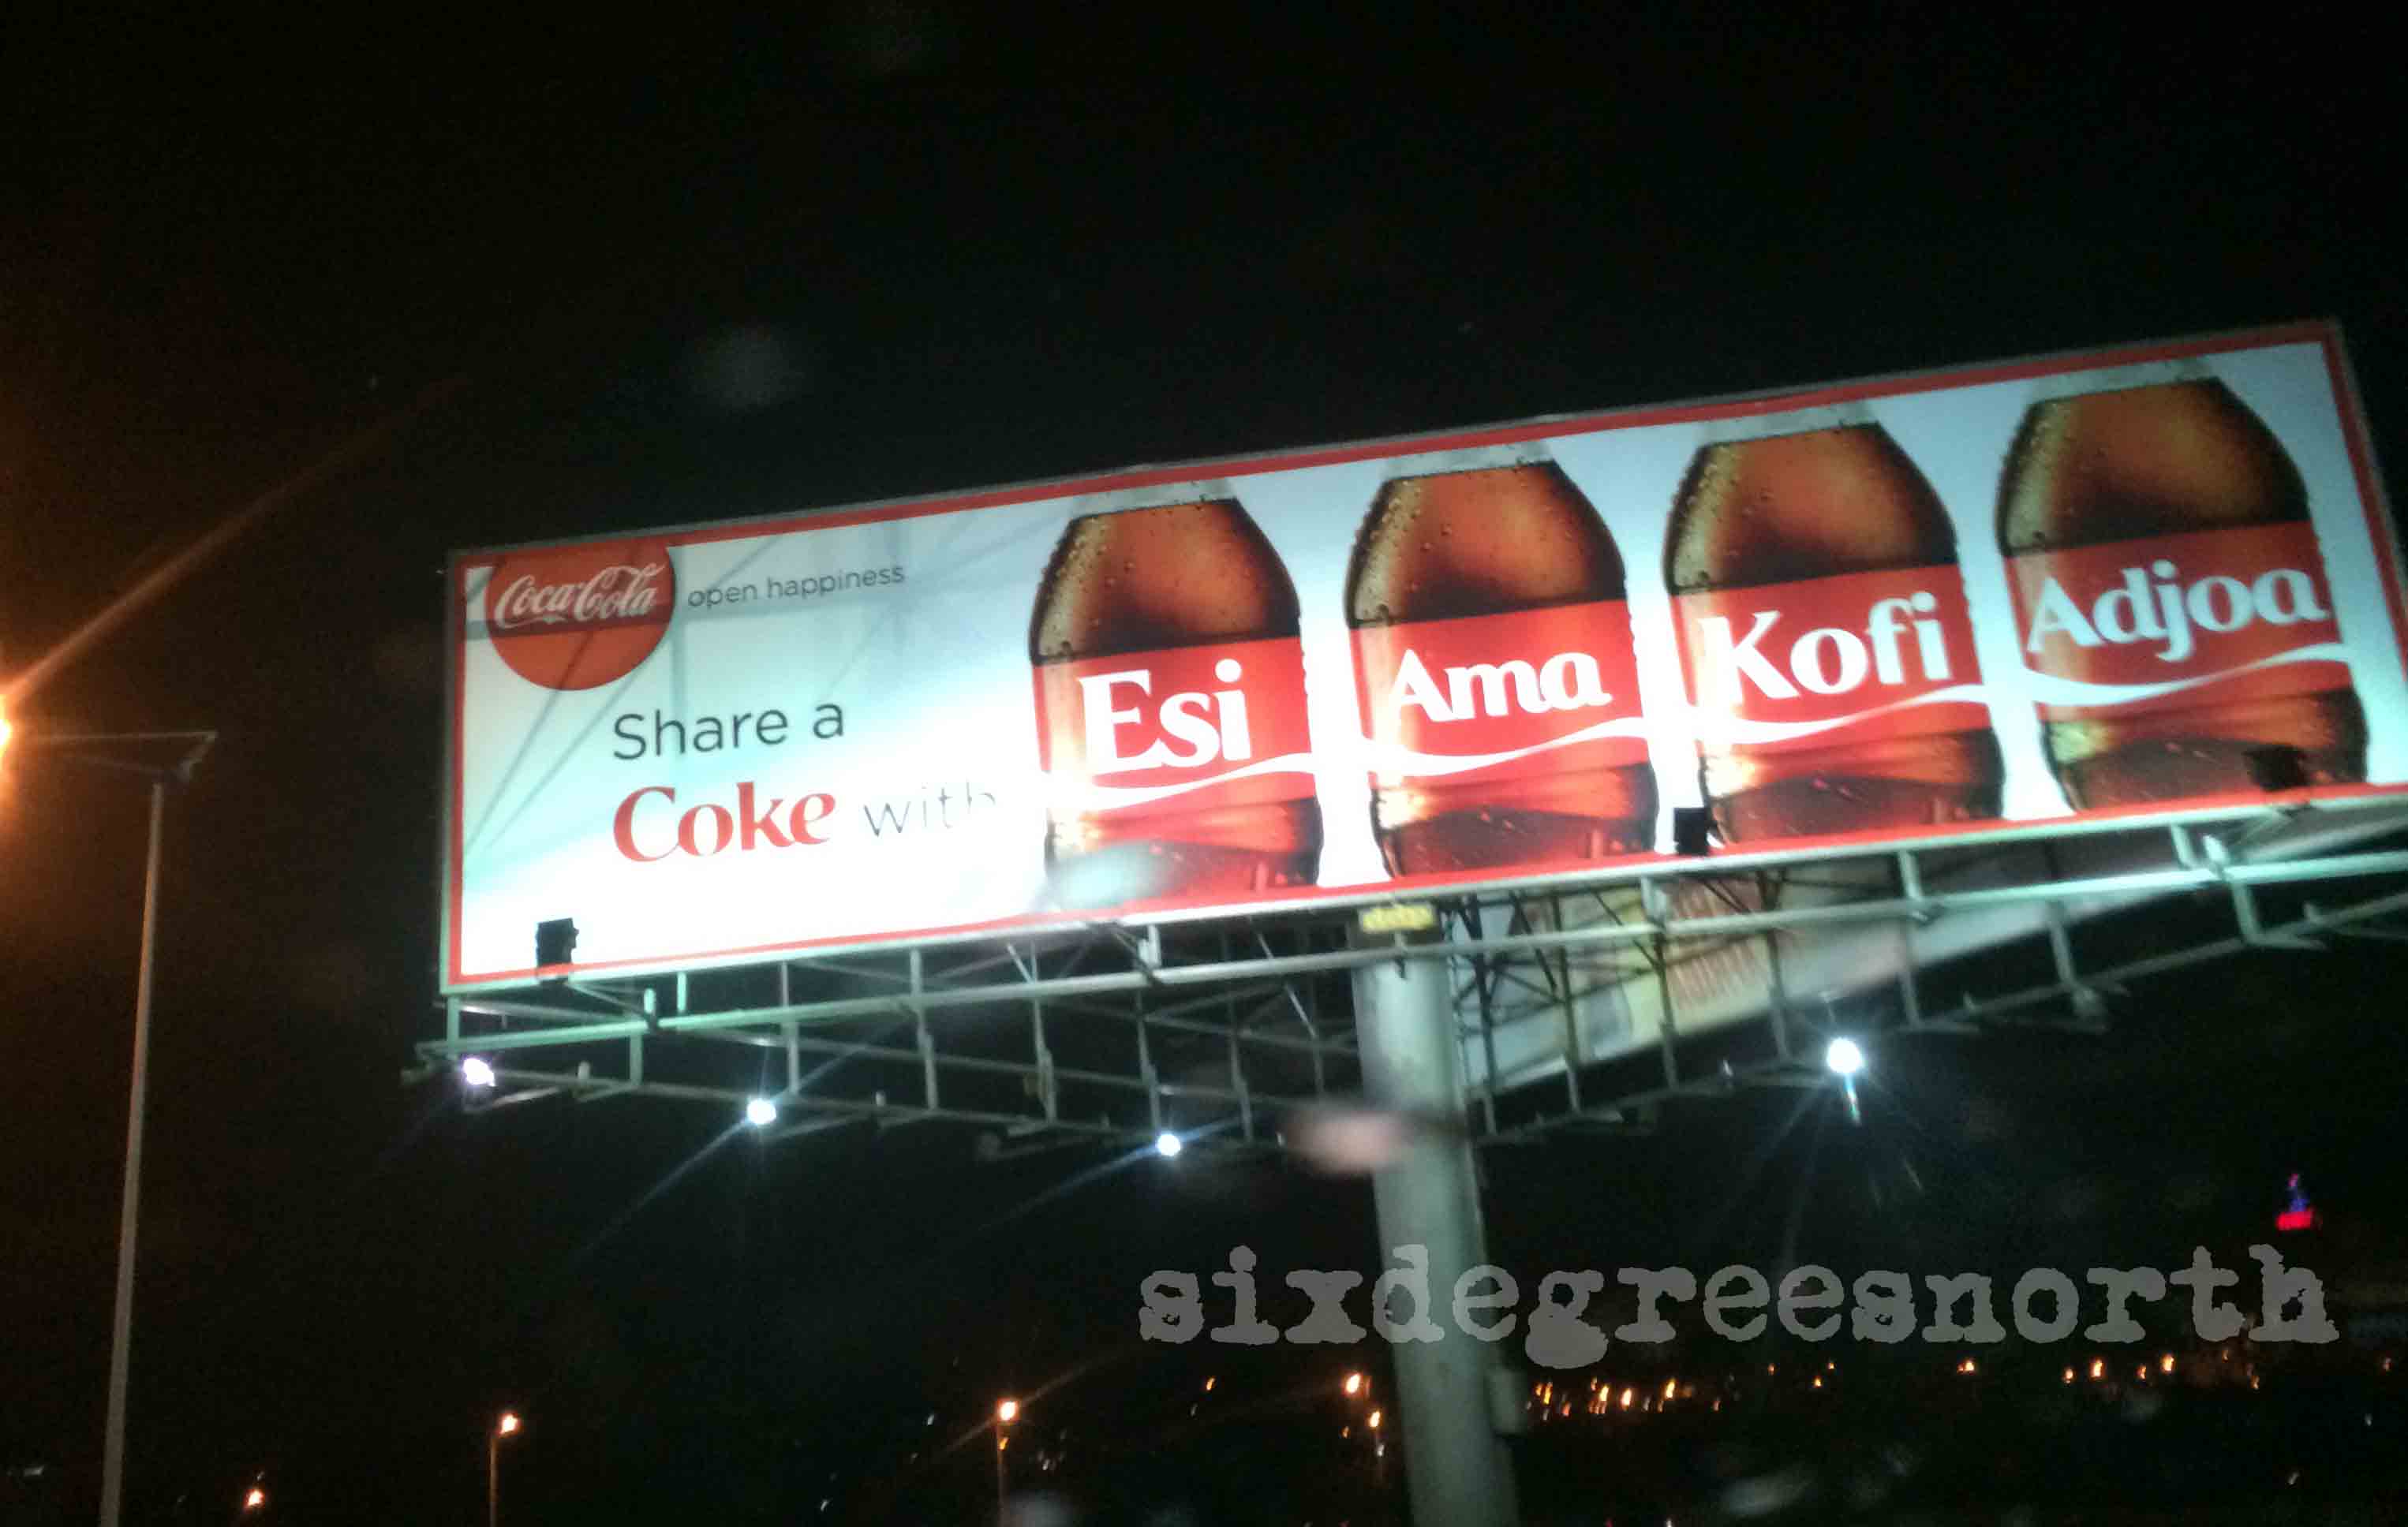 Coca-Cola
open happiness
Share a
Coke with
Esi
Ama
Kofi
Adjoa
sixdegreesnorth